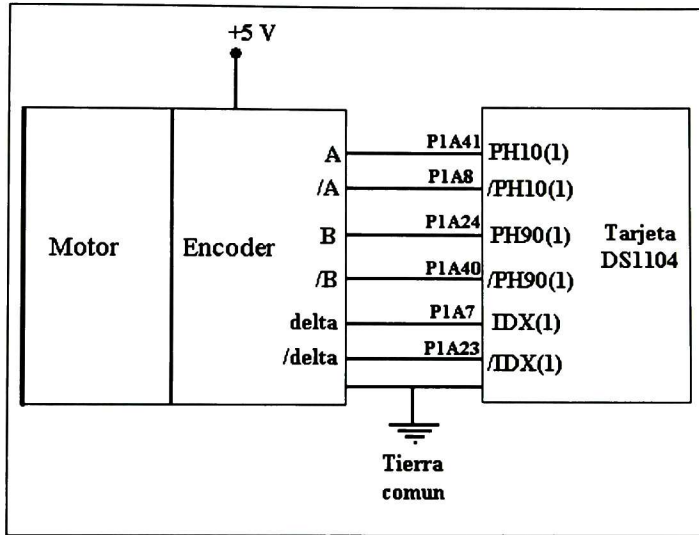 +5 V
A P1A41 PH10(1)
/A P1A8 /PH10(1)
Motor Encoder B P1A24 PH90(1) Tarjeta
DS1104
/B P1A40 /PH90(1)
delta P1A7 IDX(1)
/delta P1A23 /IDX(1)
Tierra
comun